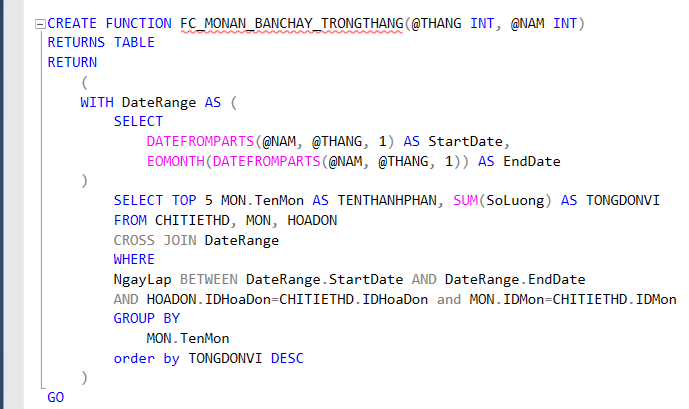 CREATE FUNCTION FC_MONAN_BANCHAY_TRONGTHANG(@THANG INT, @NAM INT)
RETURNS TABLE
RETURN
(
WITH DateRange AS (
SELECT
DATEFROMPARTS(@NAM, @THANG, 1) AS StartDate,
EOMONTH(DATEFROMPARTS(@NAM, @THANG, 1)) AS EndDate
)
SELECT TOP 5 MON.TenMon AS TENTHANHPHAN, SUM(SoLuong) AS TONGDONVI
FROM CHITIETHD, MON, HOADON
CROSS JOIN DateRange
WHERE
NgayLap BETWEEN DateRange.StartDate AND DateRange.EndDate
AND HOADON.IDHoaDon=CHITIETHD.IDHoaDon and MON.IDMon=CHITIETHD.IDMon
GROUP BY
MON.TenMon
order by TONGDONVI DESC
)
GO